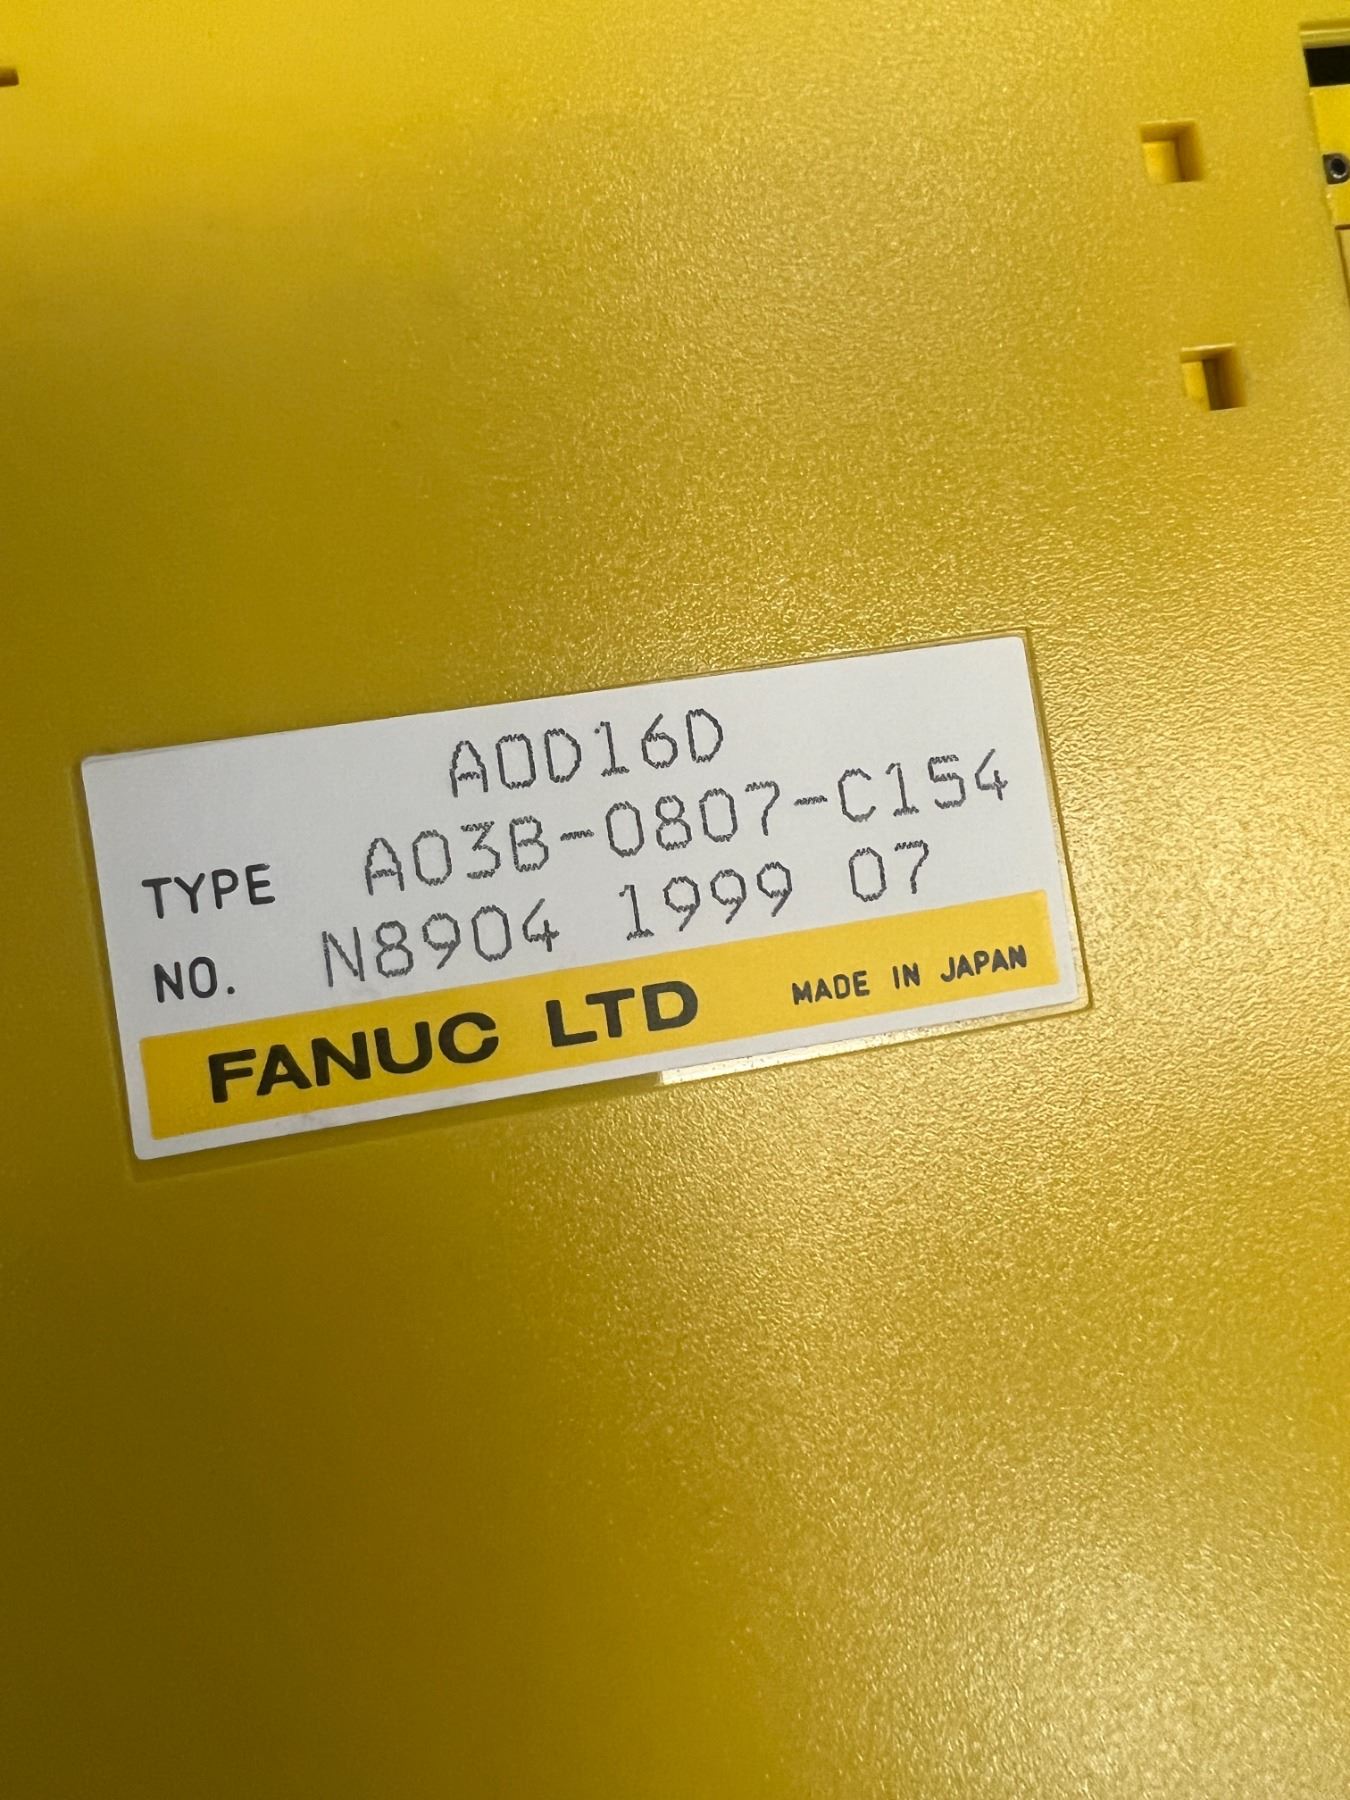 AOD16D
TYPE A03B-0807-C154
NO. N8904 1999 07
FANUC LTD MADE IN JAPAN